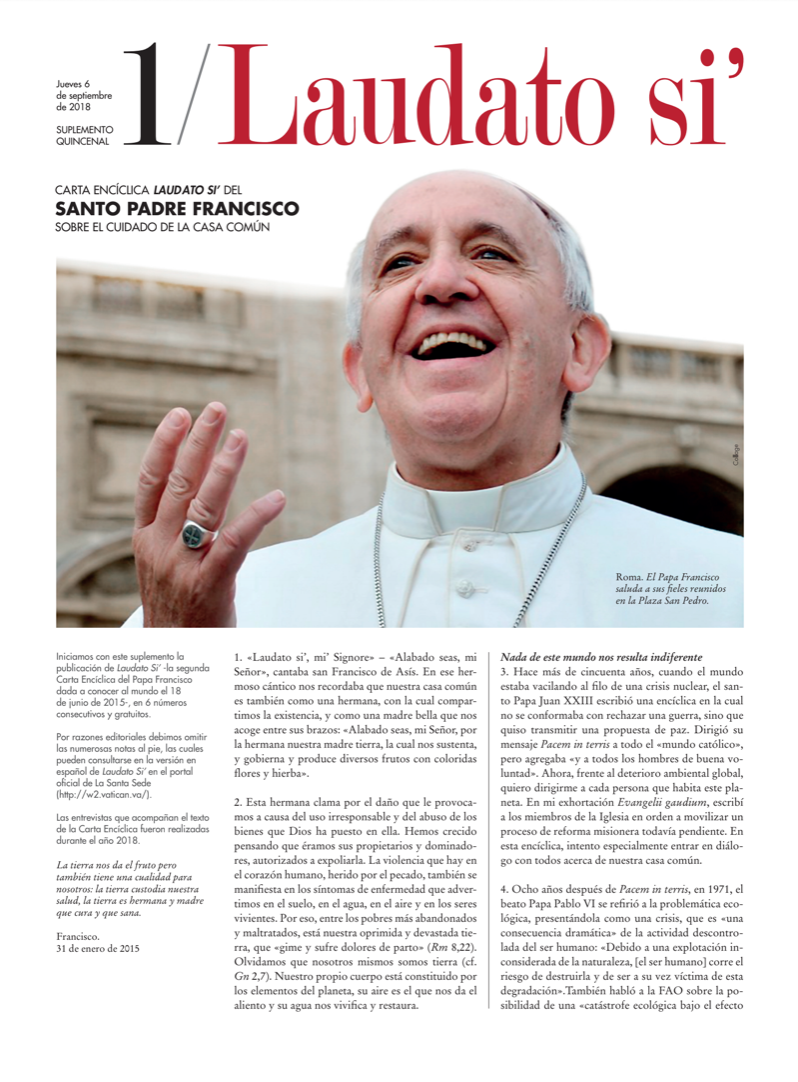 Jueves 6
de septiembre
de 2018
SUPLEMENTO
QUINCENAL
1/Laudato si’
CARTA ENCÍCLICA LAUDATO SI’ DEL
SANTO PADRE FRANCISCO
SOBRE EL CUIDADO DE LA CASA COMÚN
Collage
Roma. El Papa Francisco
saluda a sus fieles reunidos
en la Plaza San Pedro.
Iniciamos con este suplemento la
publicación de Laudato Si’ -la segunda
Carta Encíclica del Papa Francisco
dada a conocer al mundo el 18
de junio de 2015-, en 6 números
consecutivos y gratuitos.
Por razones editoriales debimos omitir
las numerosas notas al pie, las cuales
pueden consultarse en la versión en
español de Laudato Si’ en el portal
oficial de La Santa Sede
(http://w2.vatican.va/).
Las entrevistas que acompañan el texto
de la Carta Encíclica fueron realizadas
durante el año 2018.
La tierra nos da el fruto pero
también tiene una cualidad para
nosotros: la tierra custodia nuestra
salud, la tierra es hermana y madre
que cura y que sana.
Francisco.
31 de enero de 2015
1. «Laudato si’, mi’ Signore» – «Alabado seas, mi
Señor», cantaba san Francisco de Asís. En ese her-
moso cántico nos recordaba que nuestra casa común
es también como una hermana, con la cual compar-
timos la existencia, y como una madre bella que nos
acoge entre sus brazos: «Alabado seas, mi Señor, por
la hermana nuestra madre tierra, la cual nos sustenta,
y gobierna y produce diversos frutos con coloridas
flores y hierba».
2. Esta hermana clama por el daño que le provoca-
mos a causa del uso irresponsable y del abuso de los
bienes que Dios ha puesto en ella. Hemos crecido
pensando que éramos sus propietarios y dominado-
res, autorizados a expoliarla. La violencia que hay en
el corazón humano, herido por el pecado, también se
manifiesta en los síntomas de enfermedad que adver-
timos en el suelo, en el agua, en el aire y en los seres
vivientes. Por eso, entre los pobres más abandonados
y maltratados, está nuestra oprimida y devastada tie-
rra, que «gime y sufre dolores de parto» (Rm 8,22).
Olvidamos que nosotros mismos somos tierra (cf.
Gn 2,7). Nuestro propio cuerpo está constituido por
los elementos del planeta, su aire es el que nos da el
aliento y su agua nos vivifica y restaura.
Nada de este mundo nos resulta indiferente
3. Hace más de cincuenta años, cuando el mundo
estaba vacilando al filo de una crisis nuclear, el san-
to Papa Juan XXIII escribió una encíclica en la cual
no se conformaba con rechazar una guerra, sino que
quiso transmitir una propuesta de paz. Dirigió su
mensaje Pacem in terris a todo el «mundo católico»,
pero agregaba «y a todos los hombres de buena vo-
luntad». Ahora, frente al deterioro ambiental global,
quiero dirigirme a cada persona que habita este pla-
neta. En mi exhortación Evangelii gaudium, escribí
a los miembros de la Iglesia en orden a movilizar un
proceso de reforma misionera todavía pendiente. En
esta encíclica, intento especialmente entrar en diálo-
go con todos acerca de nuestra casa común.
4. Ocho años después de Pacem in terris, en 1971, el
beato Papa Pablo VI se refirió a la problemática eco-
lógica, presentándola como una crisis, que es «una
consecuencia dramática» de la actividad descontro-
lada del ser humano: «Debido a una explotación in-
considerada de la naturaleza, [el ser humano] corre el
riesgo de destruirla y de ser a su vez víctima de esta
degradación».También habló a la FAO sobre la po-
sibilidad de una «catástrofe ecológica bajo el efecto